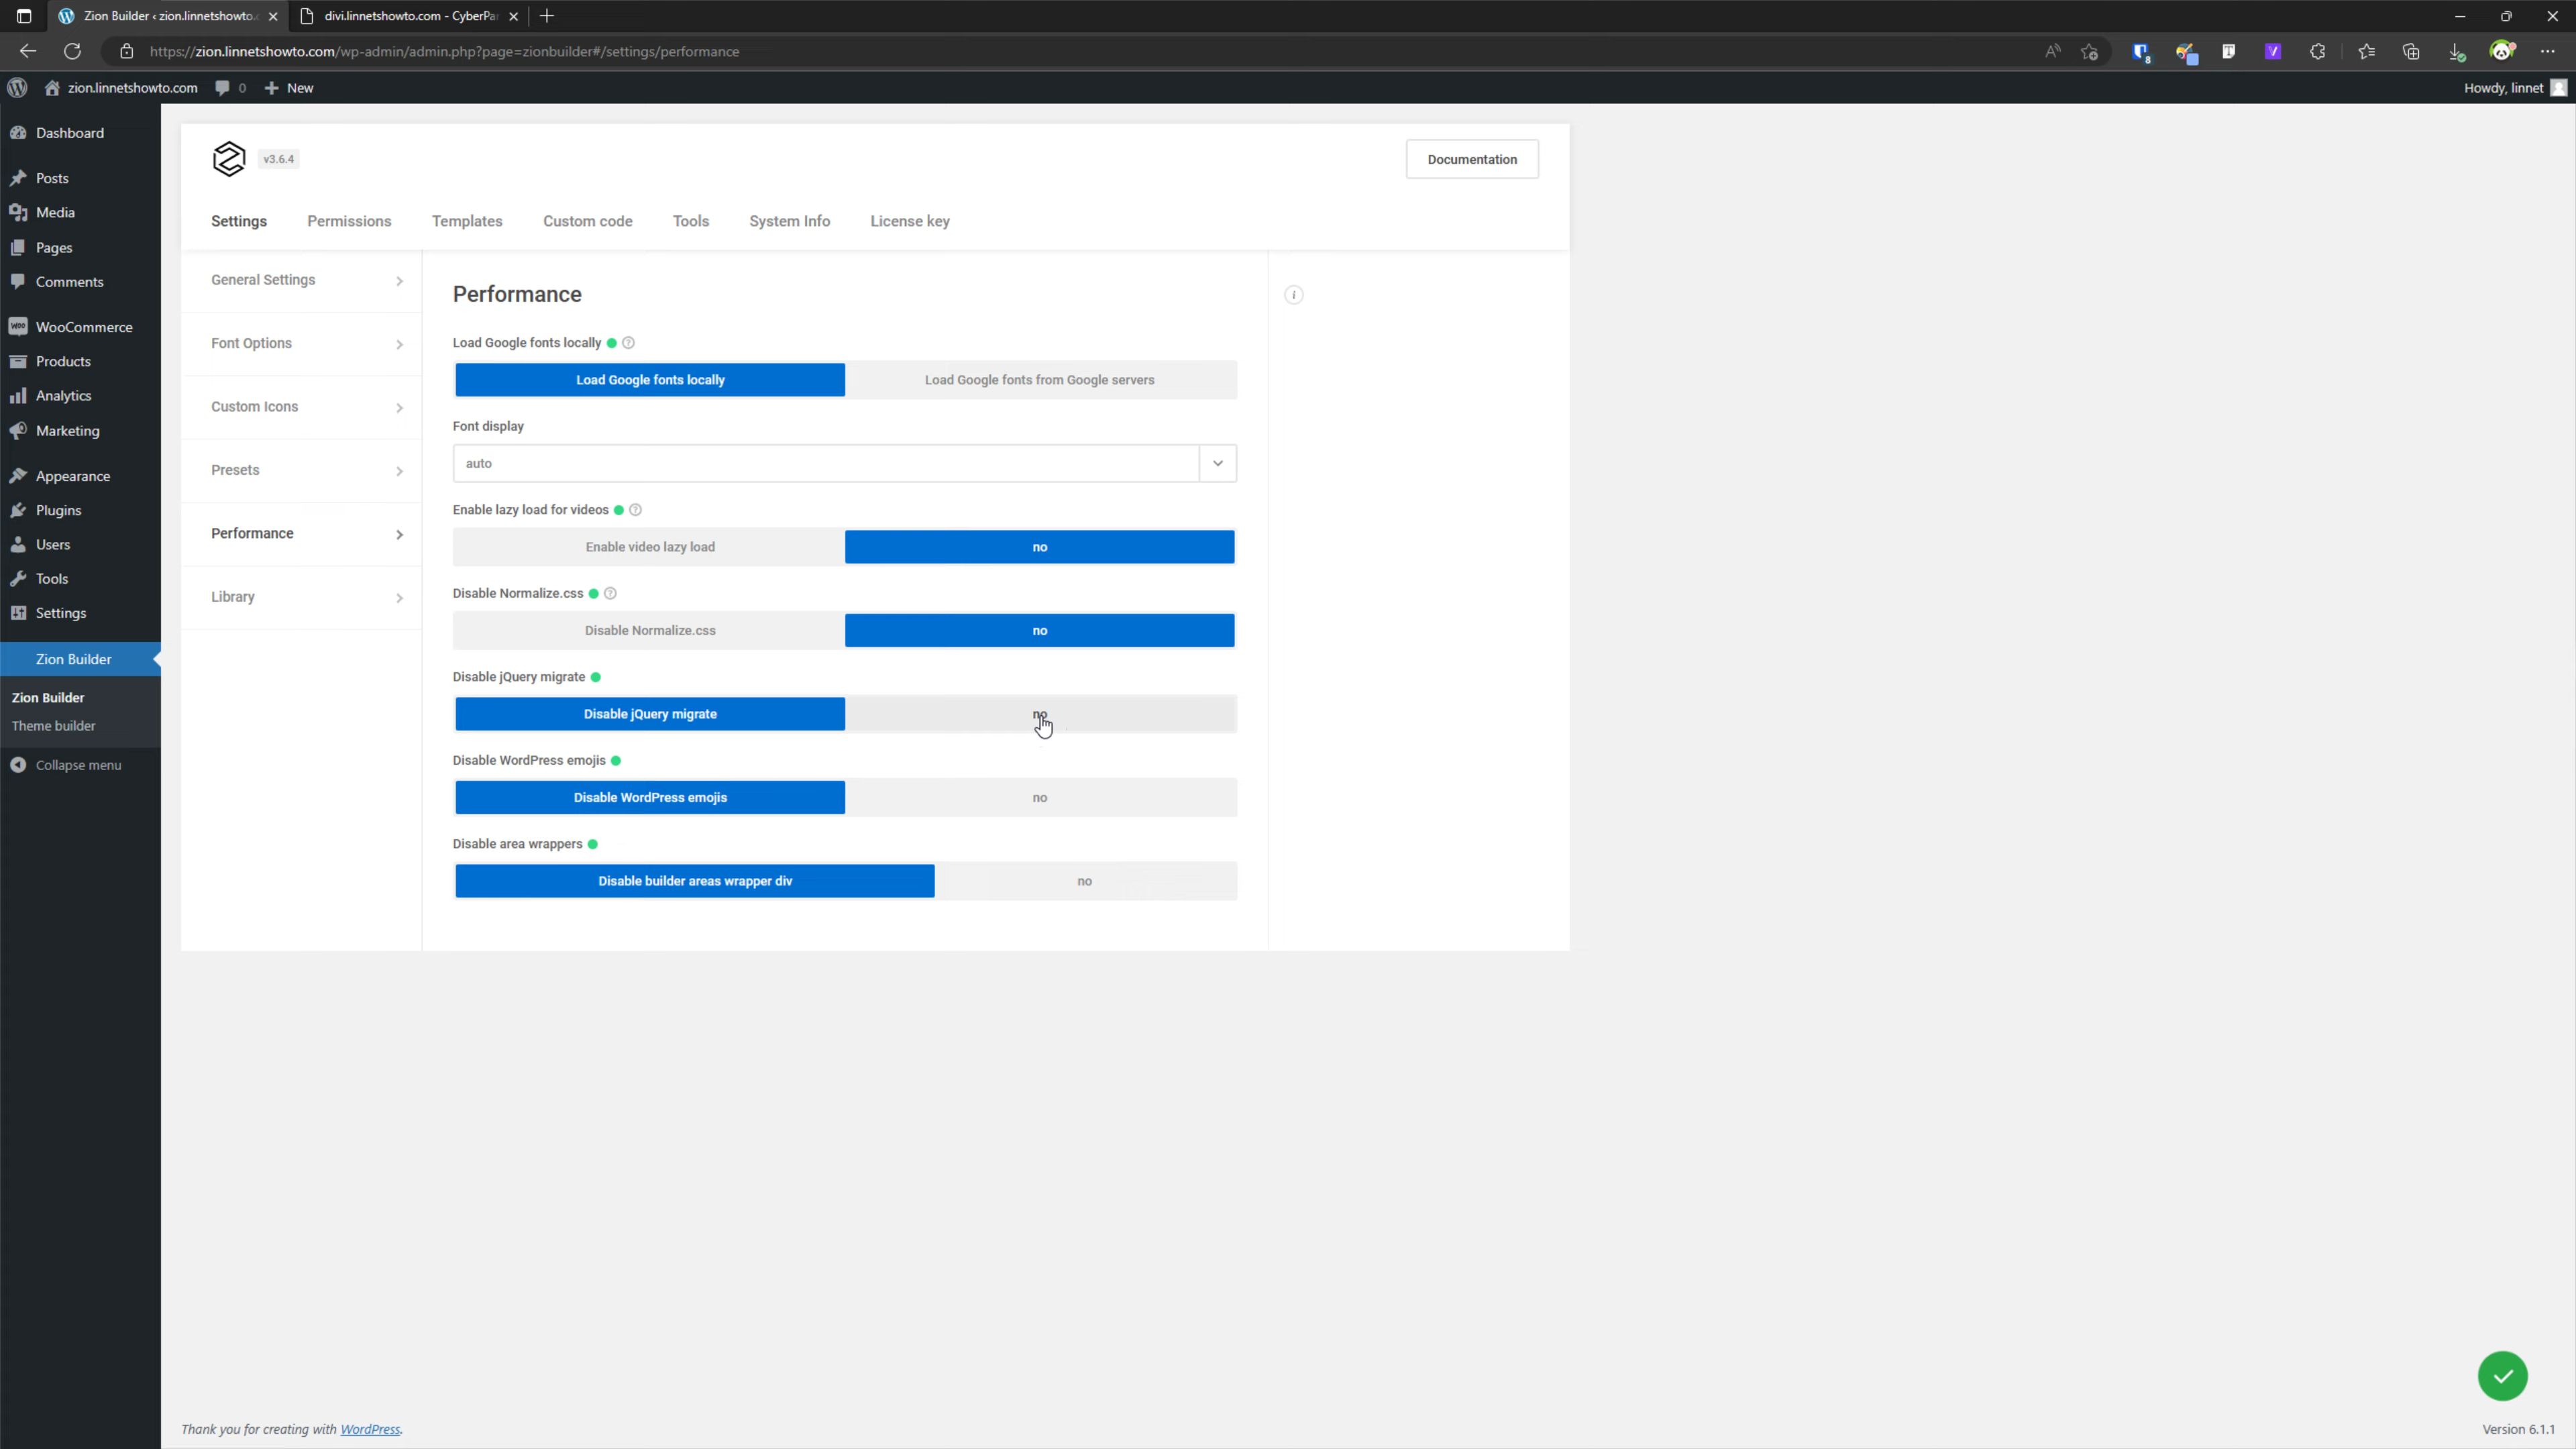 Zion Builder ‹ zion.linnetshowto.c
divi.linnetshowto.com - CyberPan
https://zion.linnetshowto.com/wp-admin/admin.php?page=zionbuilder#/settings/performance
8
zion.linnetshowto.com
0
New
Howdy, linnet
Dashboard
Posts
Media
Pages
Comments
WooCommerce
Products
Analytics
Marketing
Appearance
Plugins
Users
Tools
Settings
Zion Builder
Zion Builder
Theme builder
Collapse menu
v3.6.4
Documentation
Settings
Permissions
Templates
Custom code
Tools
System Info
License key
General Settings
Font Options
Custom Icons
Presets
Performance
Library
Performance
Load Google fonts locally
Load Google fonts locally
Load Google fonts from Google servers
Font display
auto
Enable lazy load for videos
Enable video lazy load
no
Disable Normalize.css
Disable Normalize.css
no
Disable jQuery migrate
Disable jQuery migrate
no
Disable WordPress emojis
Disable WordPress emojis
no
Disable area wrappers
Disable builder areas wrapper div
no
Thank you for creating with WordPress.
Version 6.1.1